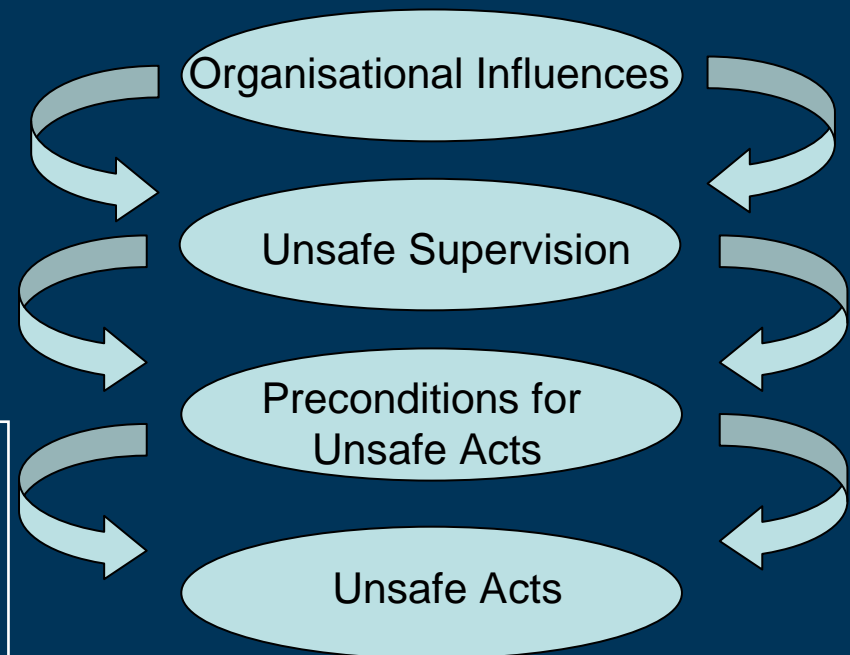 Organisational Influences
Unsafe Supervision
Preconditions for
Unsafe Acts
Unsafe Acts